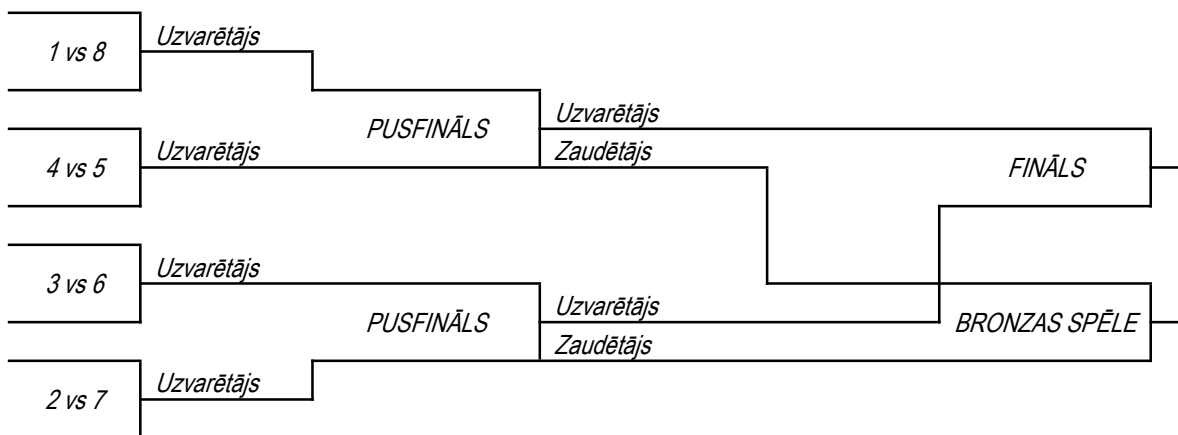 1 vs 8
Uzvarētājs
4 vs 5
Uzvarētājs
PUSFINĀLS
Uzvarētājs
Zaudētājs
3 vs 6
Uzvarētājs
2 vs 7
Uzvarētājs
PUSFINĀLS
Uzvarētājs
Zaudētājs
FINĀLS
BRONZAS SPĒLE